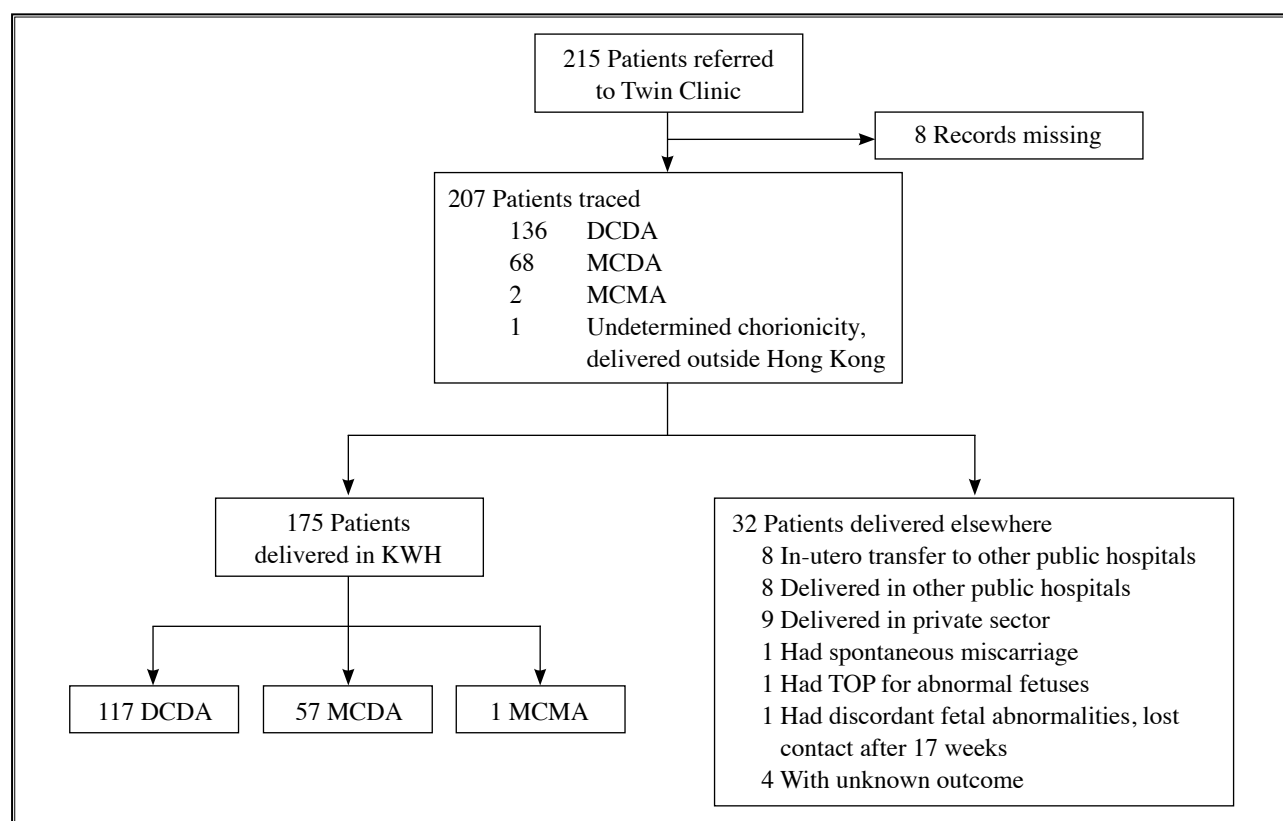 215 Patients referred
to Twin Clinic
8 Records missing
207 Patients traced
136 DCDA
68 MCDA
2 MCMA
1 Undetermined chorionicity,
delivered outside Hong Kong
175 Patients
delivered in KWH
32 Patients delivered elsewhere
8 In-utero transfer to other public hospitals
8 Delivered in other public hospitals
9 Delivered in private sector
1 Had spontaneous miscarriage
1 Had TOP for abnormal fetuses
1 Had discordant fetal abnormalities, lost
contact after 17 weeks
4 With unknown outcome
117 DCDA
57 MCDA
1 MCMA